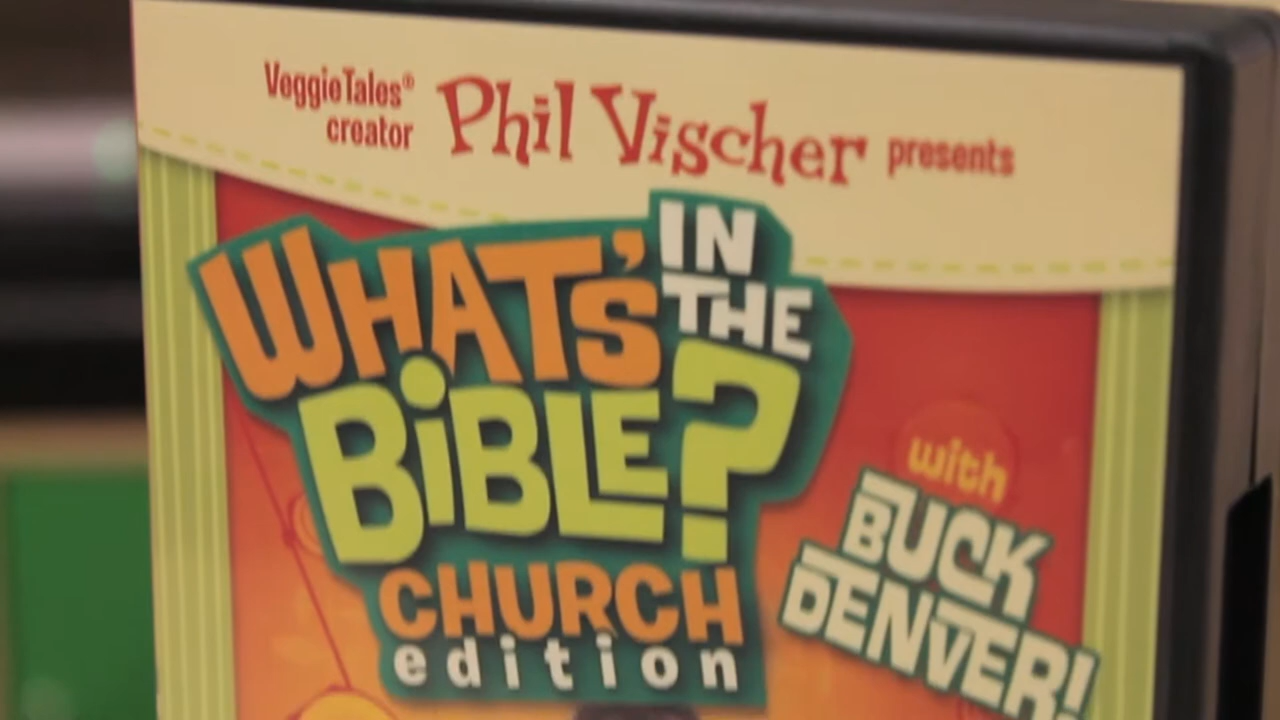 VeggieTales®
creator
Phil Vischer presents
WHAT'S
IN
THE
BiBLE?
CHURCH
edition
with
BUCK
DENVER!